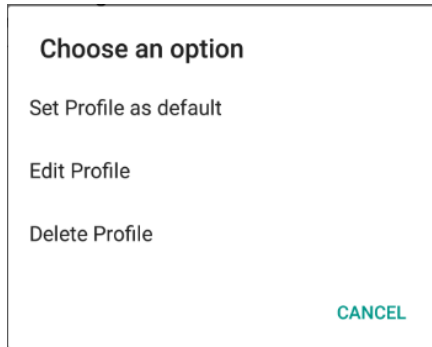 Choose an option
Set Profile as default
Edit Profile
Delete Profile
CANCEL